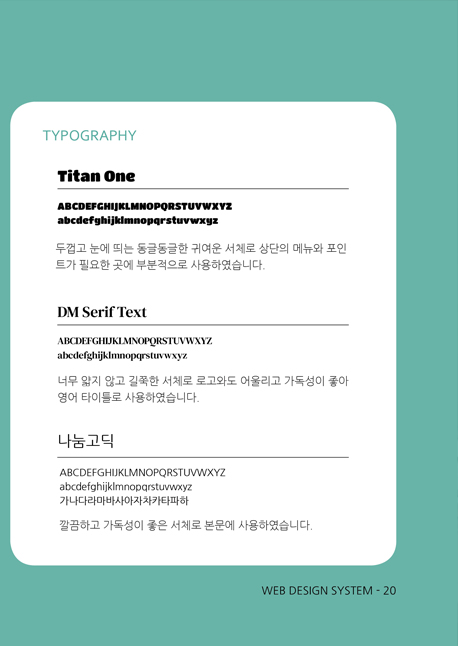 TYPOGRAPHY
Titan One
ABCDEFGHIJKLMNOPQRSTUVWXYZ
abcdefghijklmnopqrstuvwxyz
두껍고 눈에 띄는 동글동글한 귀여운 서체로 상단의 메뉴와 포인
트가 필요한 곳에 부분적으로 사용하였습니다.
DM Serif Text
ABCDEFGHIJKLMNOPQRSTUVWXYZ
abcdefghijklmnopqrstuvwxyz
너무 얇지 않고 길쭉한 서체로 로고와도 어울리고 가독성이 좋아
영어 타이틀로 사용하였습니다.
나눔고딕
ABCDEFGHIJKLMNOPQRSTUVWXYZ
abcdefghijklmnopqrstuvwxyz
가나다라마바사아자차카타파하
깔끔하고 가독성이 좋은 서체로 본문에 사용하였습니다.
WEB DESIGN SYSTEM - 20